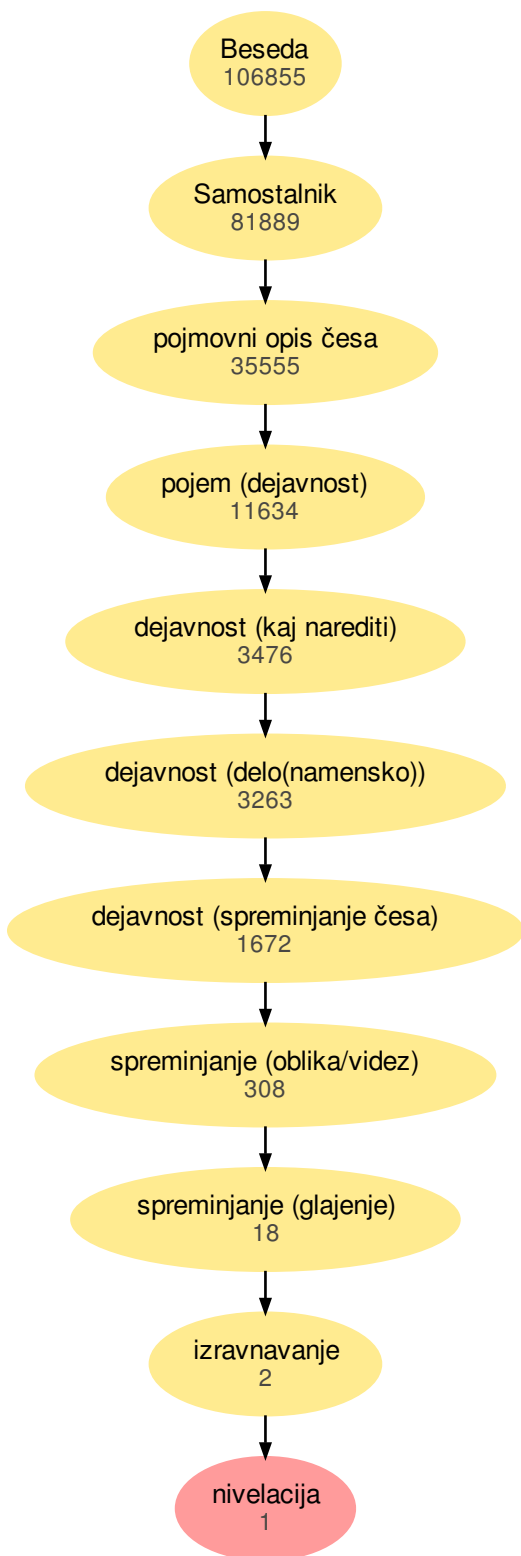 Beseda
106855
Samostalnik
81889
pojmovni opis česa
35555
pojem (dejavnost)
11634
dejavnost (kaj narediti)
3476
dejavnost (delo(namensko))
3263
dejavnost (spreminjanje česa)
1672
spreminjanje (oblika/videz)
308
spreminjanje (glajenje)
18
izravnavanje
2
nivelacija
1